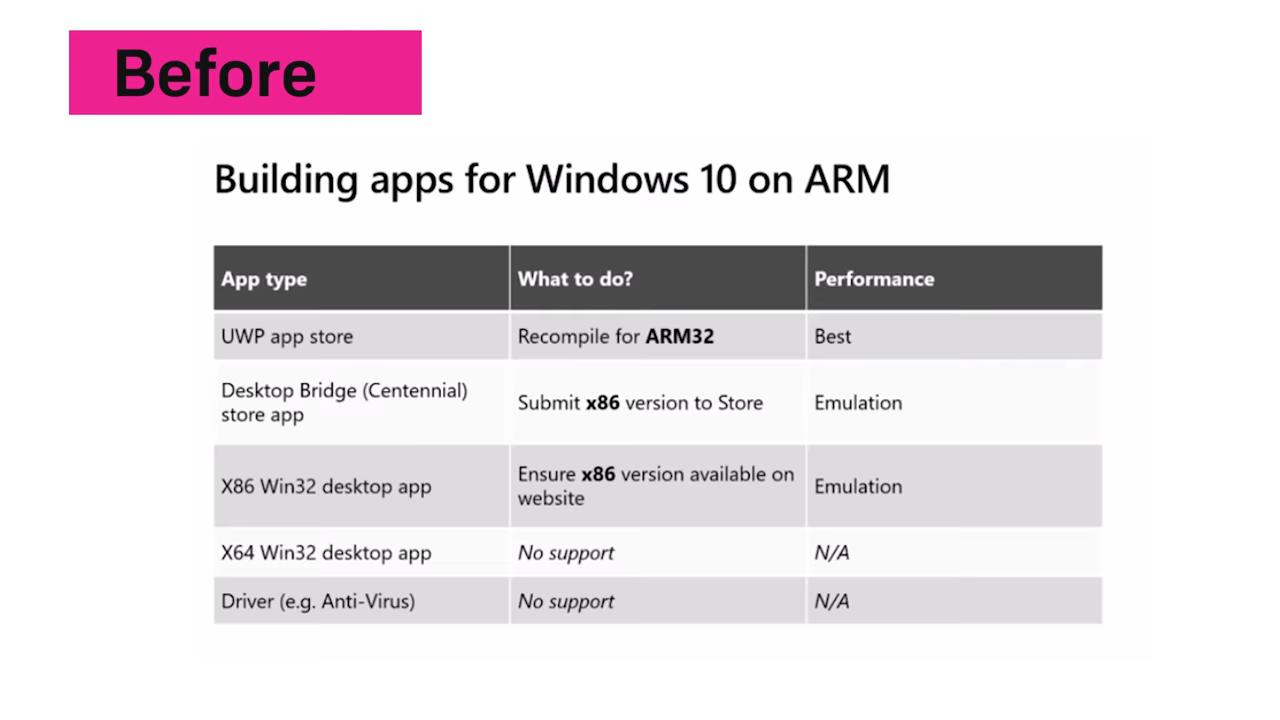 Before
Building apps for Windows 10 on ARM
App type
What to do?
Performance
UWP app store
Recompile for ARM32
Best
Desktop Bridge (Centennial)
store app
Submit x86 version to Store
Emulation
X86 Win32 desktop app
Ensure x86 version available on
website
Emulation
X64 Win32 desktop app
No support
N/A
Driver (e.g. Anti-Virus)
No support
N/A